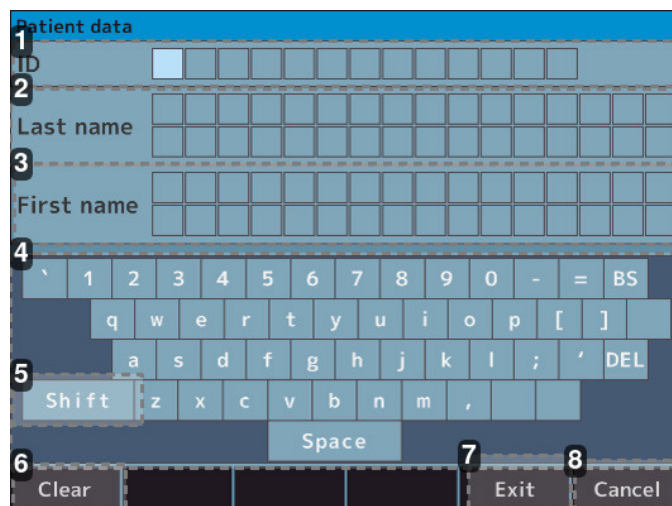 Patient data
1
ID
2
Last name
3
First name
4
` 1 2 3 4 5 6 7 8 9 0 - = BS
q w e r t y u i o p [ ]
a s d f g h j k l ; ‘ DEL
5
Shift z x c v b n m ,
Space
6 7 8
Clear Exit Cancel